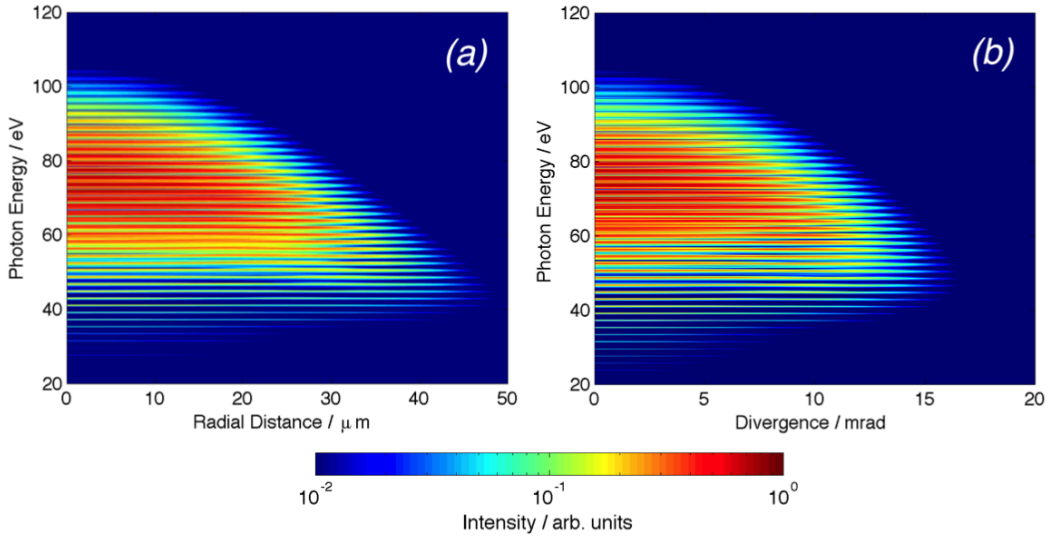 (a)
Photon Energy / eV
120
100
80
60
40
20
0 10 20 30 40 50
Radial Distance / μ m
(b)
Photon Energy / eV
120
100
80
60
40
20
0 5 10 15 20
Divergence / mrad
10⁻² 10⁻¹ 10⁰
Intensity / arb. units